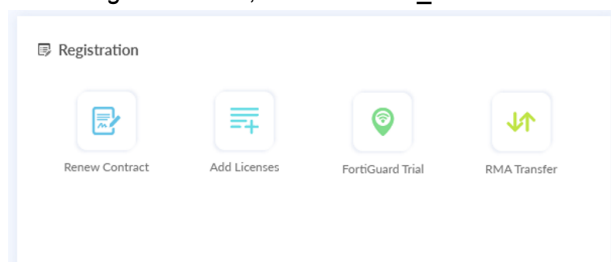 Registration
Renew Contract
Add Licenses
FortiGuard Trial
RMA Transfer